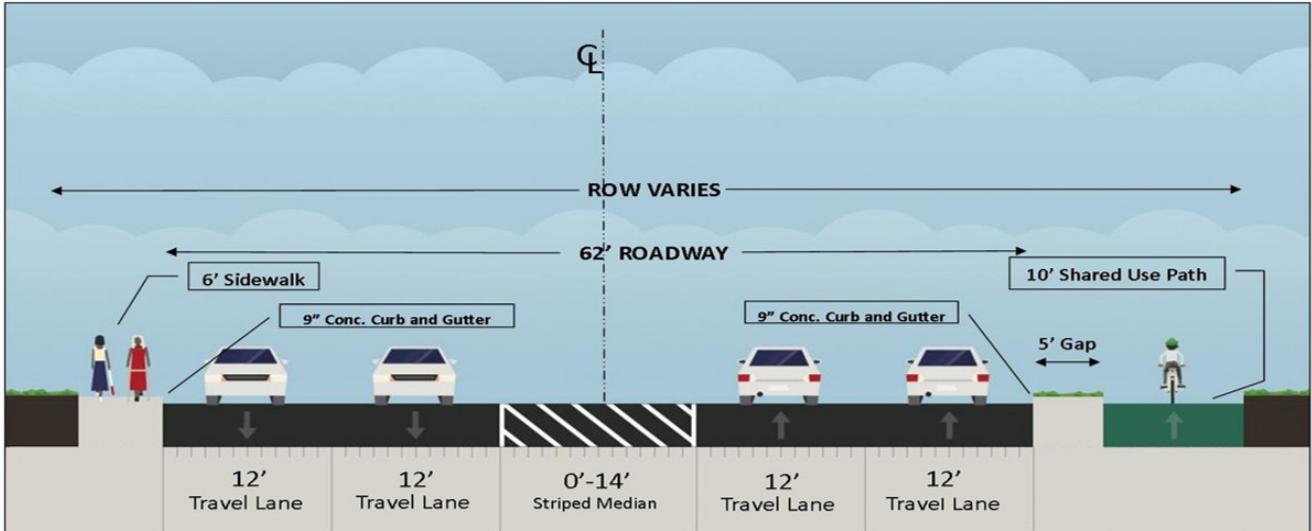 ℄
ROW VARIES
62' ROADWAY
6' Sidewalk
10' Shared Use Path
9" Conc. Curb and Gutter
9" Conc. Curb and Gutter
5' Gap
12'
Travel Lane
12'
Travel Lane
0'-14'
Striped Median
12'
Travel Lane
12'
Travel Lane